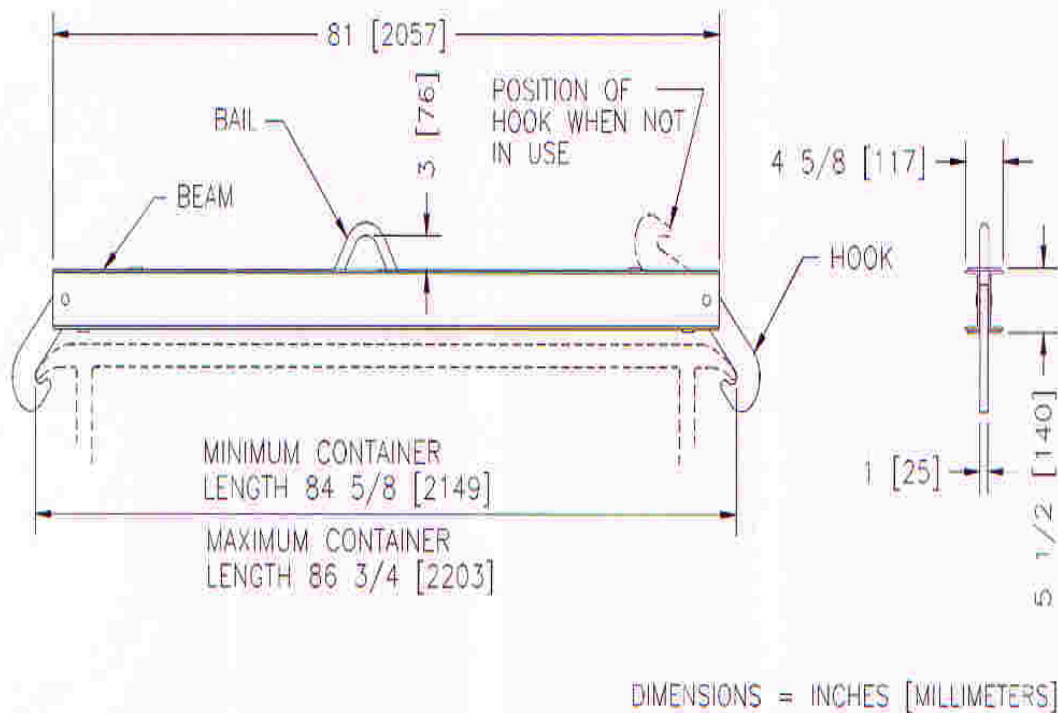 81 [2057]
3 [76]
BAIL
POSITION OF
HOOK WHEN NOT
IN USE
4 5/8 [117]
BEAM
HOOK
MINIMUM CONTAINER
LENGTH 84 5/8 [2149]
MAXIMUM CONTAINER
LENGTH 86 3/4 [2203]
1 [25]
5 1/2 [140]
DIMENSIONS = INCHES [MILLIMETERS]